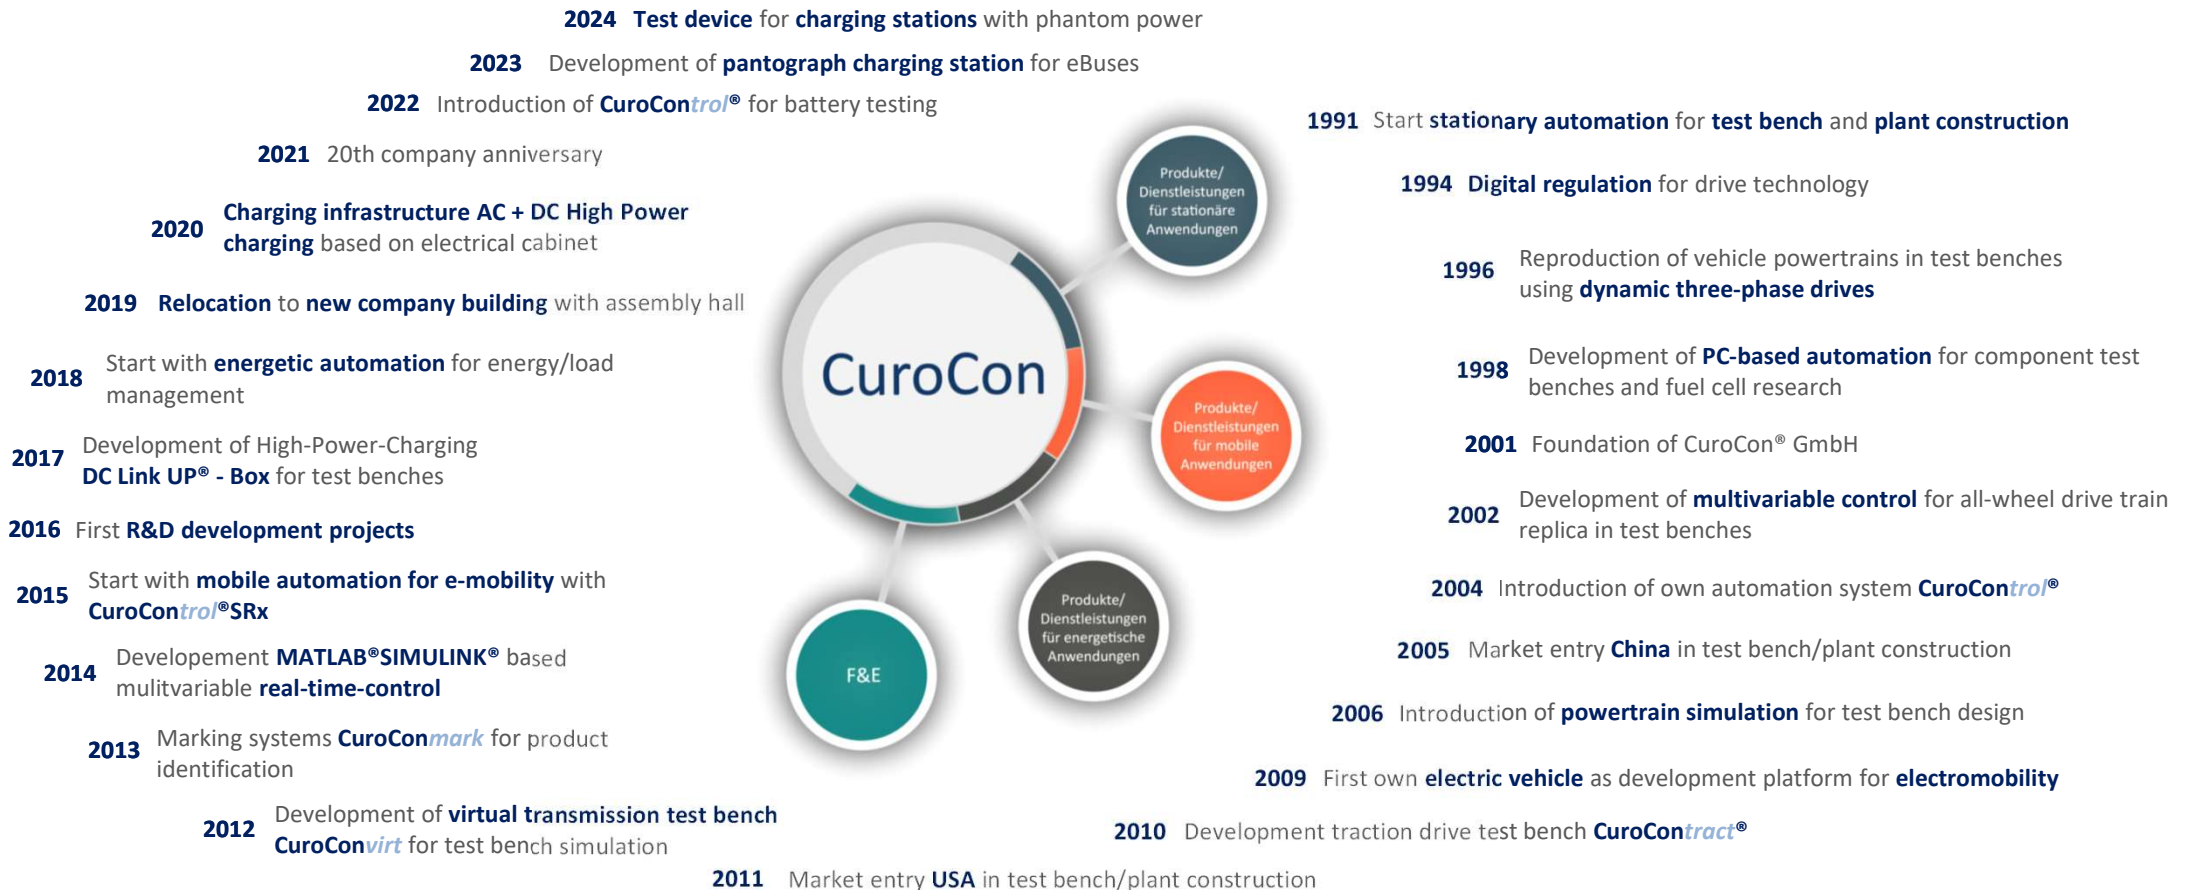 2024 Test device for charging stations with phantom power
2023 Development of pantograph charging station for eBuses
2022 Introduction of CuroControl® for battery testing
2021 20th company anniversary
2020 Charging infrastructure AC + DC High Power
charging based on electrical cabinet
2019 Relocation to new company building with assembly hall
2018 Start with energetic automation for energy/load
management
2017 Development of High-Power-Charging
DC Link UP® - Box for test benches
2016 First R&D development projects
2015 Start with mobile automation for e-mobility with
CuroControl®SRx
2014 Developement MATLAB®SIMULINK® based
mulitvariable real-time-control
2013 Marking systems CuroConmark for product
identification
2012 Development of virtual transmission test bench
CuroConvirt for test bench simulation
2011 Market entry USA in test bench/plant construction
CuroCon
Produkte/
Dienstleistungen
für stationäre
Anwendungen
Produkte/
Dienstleistungen
für mobile
Anwendungen
Produkte/
Dienstleistungen
für energetische
Anwendungen
F&E
1991 Start stationary automation for test bench and plant construction
1994 Digital regulation for drive technology
1996 Reproduction of vehicle powertrains in test benches
using dynamic three-phase drives
1998 Development of PC-based automation for component test
benches and fuel cell research
2001 Foundation of CuroCon® GmbH
2002 Development of multivariable control for all-wheel drive train
replica in test benches
2004 Introduction of own automation system CuroControl®
2005 Market entry China in test bench/plant construction
2006 Introduction of powertrain simulation for test bench design
2009 First own electric vehicle as development platform for electromobility
2010 Development traction drive test bench CuroContract®